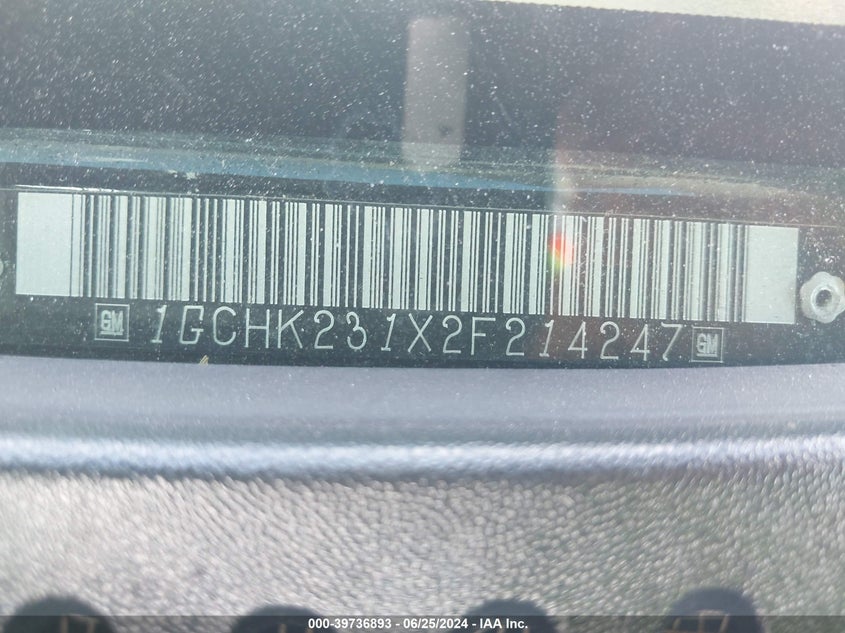 GM 1GCHK231X2F214247 GM
000-39736893 / 06/25/2024 - IAA, Inc.